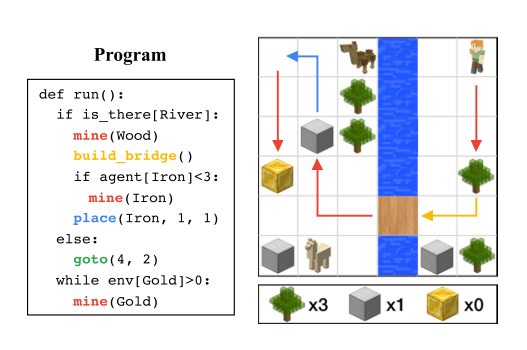 Program
def run():
if is_there[River]:
mine(Wood)
build_bridge()
if agent[Iron]<3:
mine(Iron)
place(Iron, 1, 1)
else:
goto(4, 2)
while env[Gold]>0:
mine(Gold)
x3 x1 x0